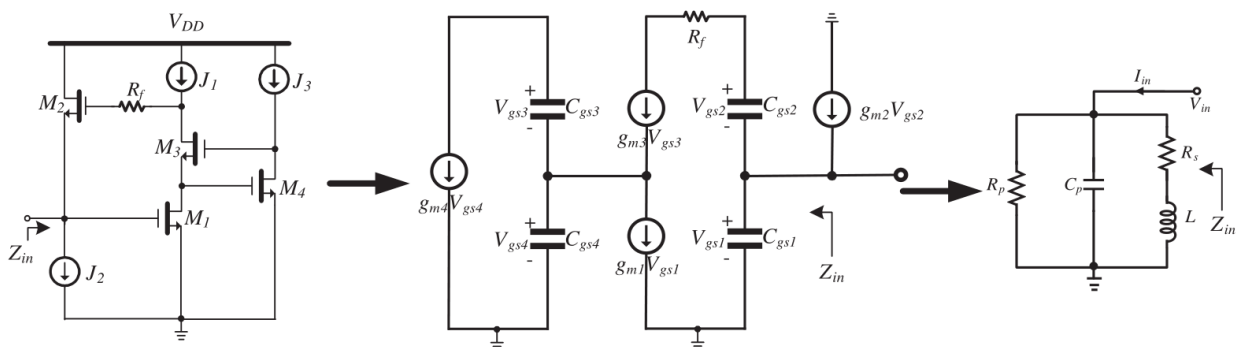 V_DD
J_1
J_3
R_f
M_2
M_3
M_4
M_1
Z_in
J_2
g_m4V_gs4
+
V_gs3
C_gs3
-
+
V_gs4
C_gs4
-
R_f
g_m3V_gs3
g_m1V_gs1
+
V_gs2
C_gs2
-
+
V_gs1
C_gs1
-
g_m2V_gs2
Z_in
I_in
V_in
R_p
C_p
R_s
L
Z_in